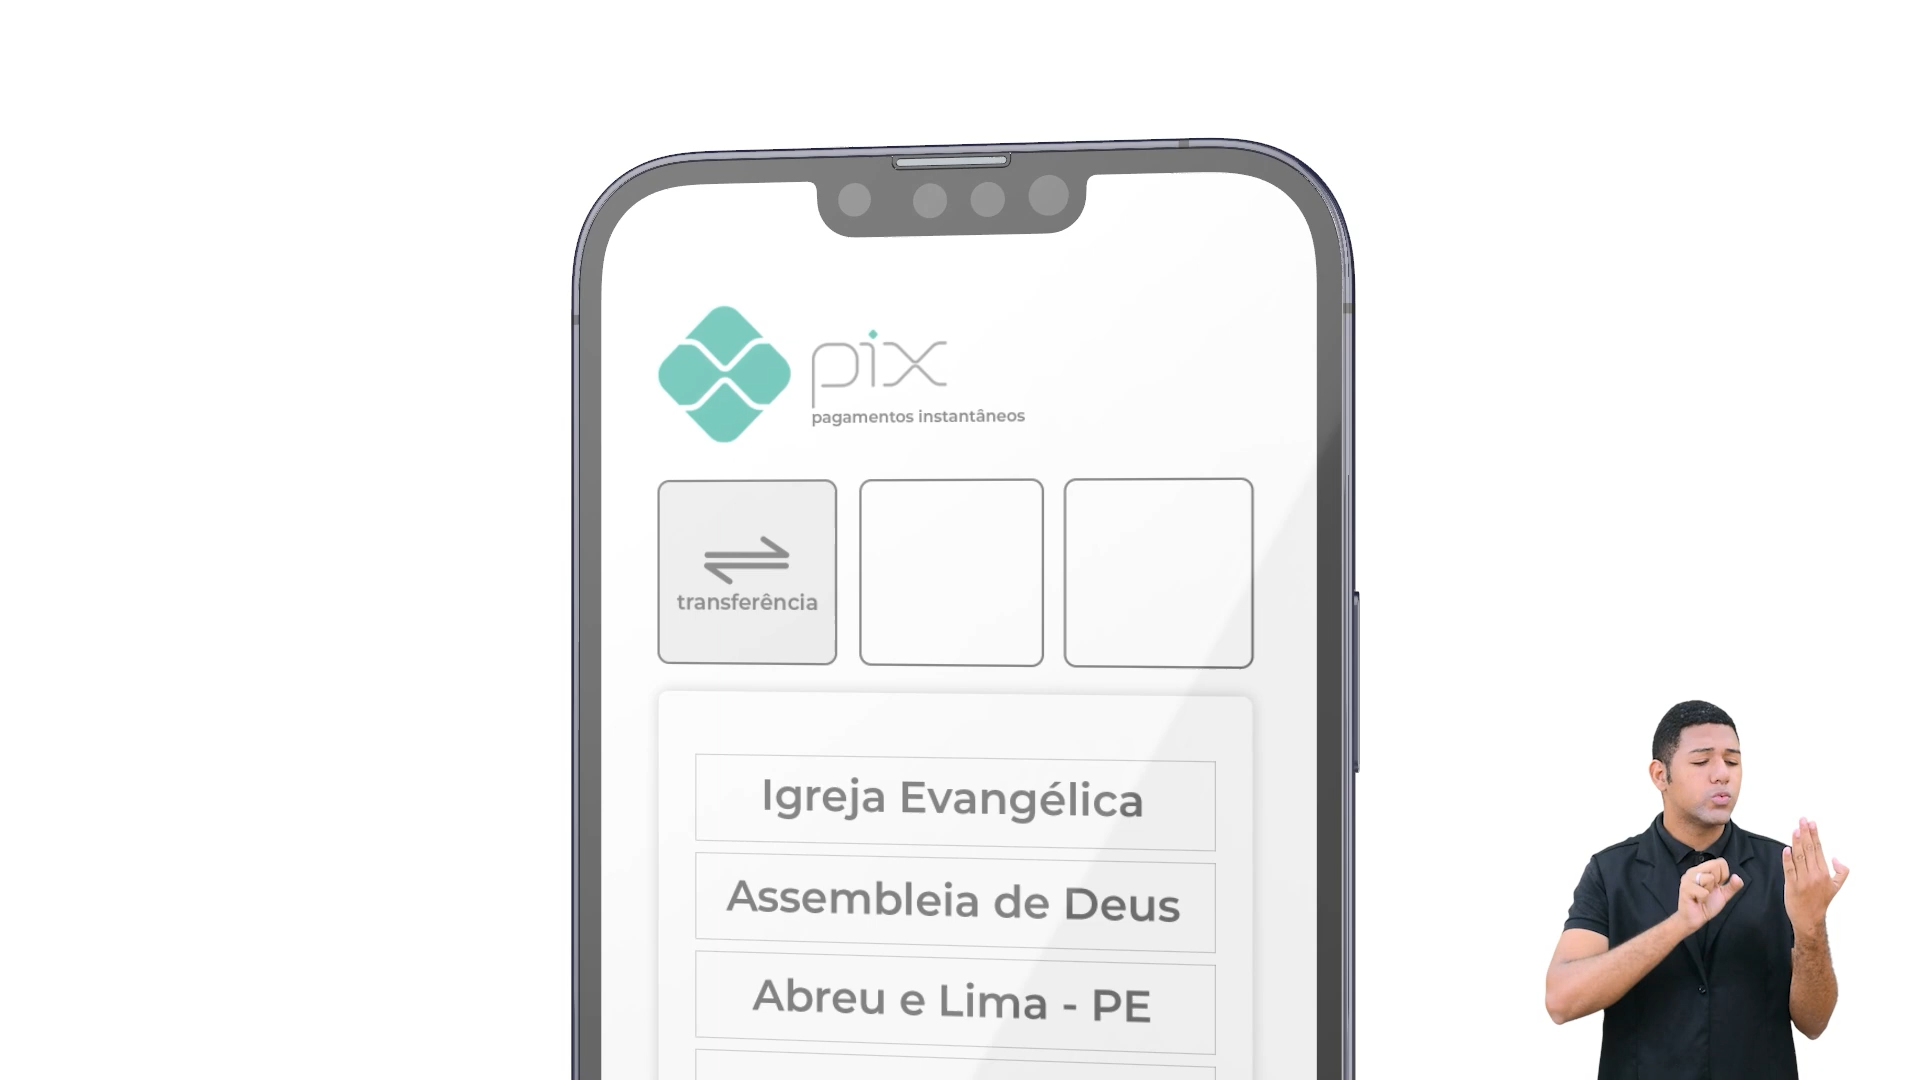 pix
pagamentos instantâneos
transferência
Igreja Evangélica
Assembleia de Deus
Abreu e Lima - PE